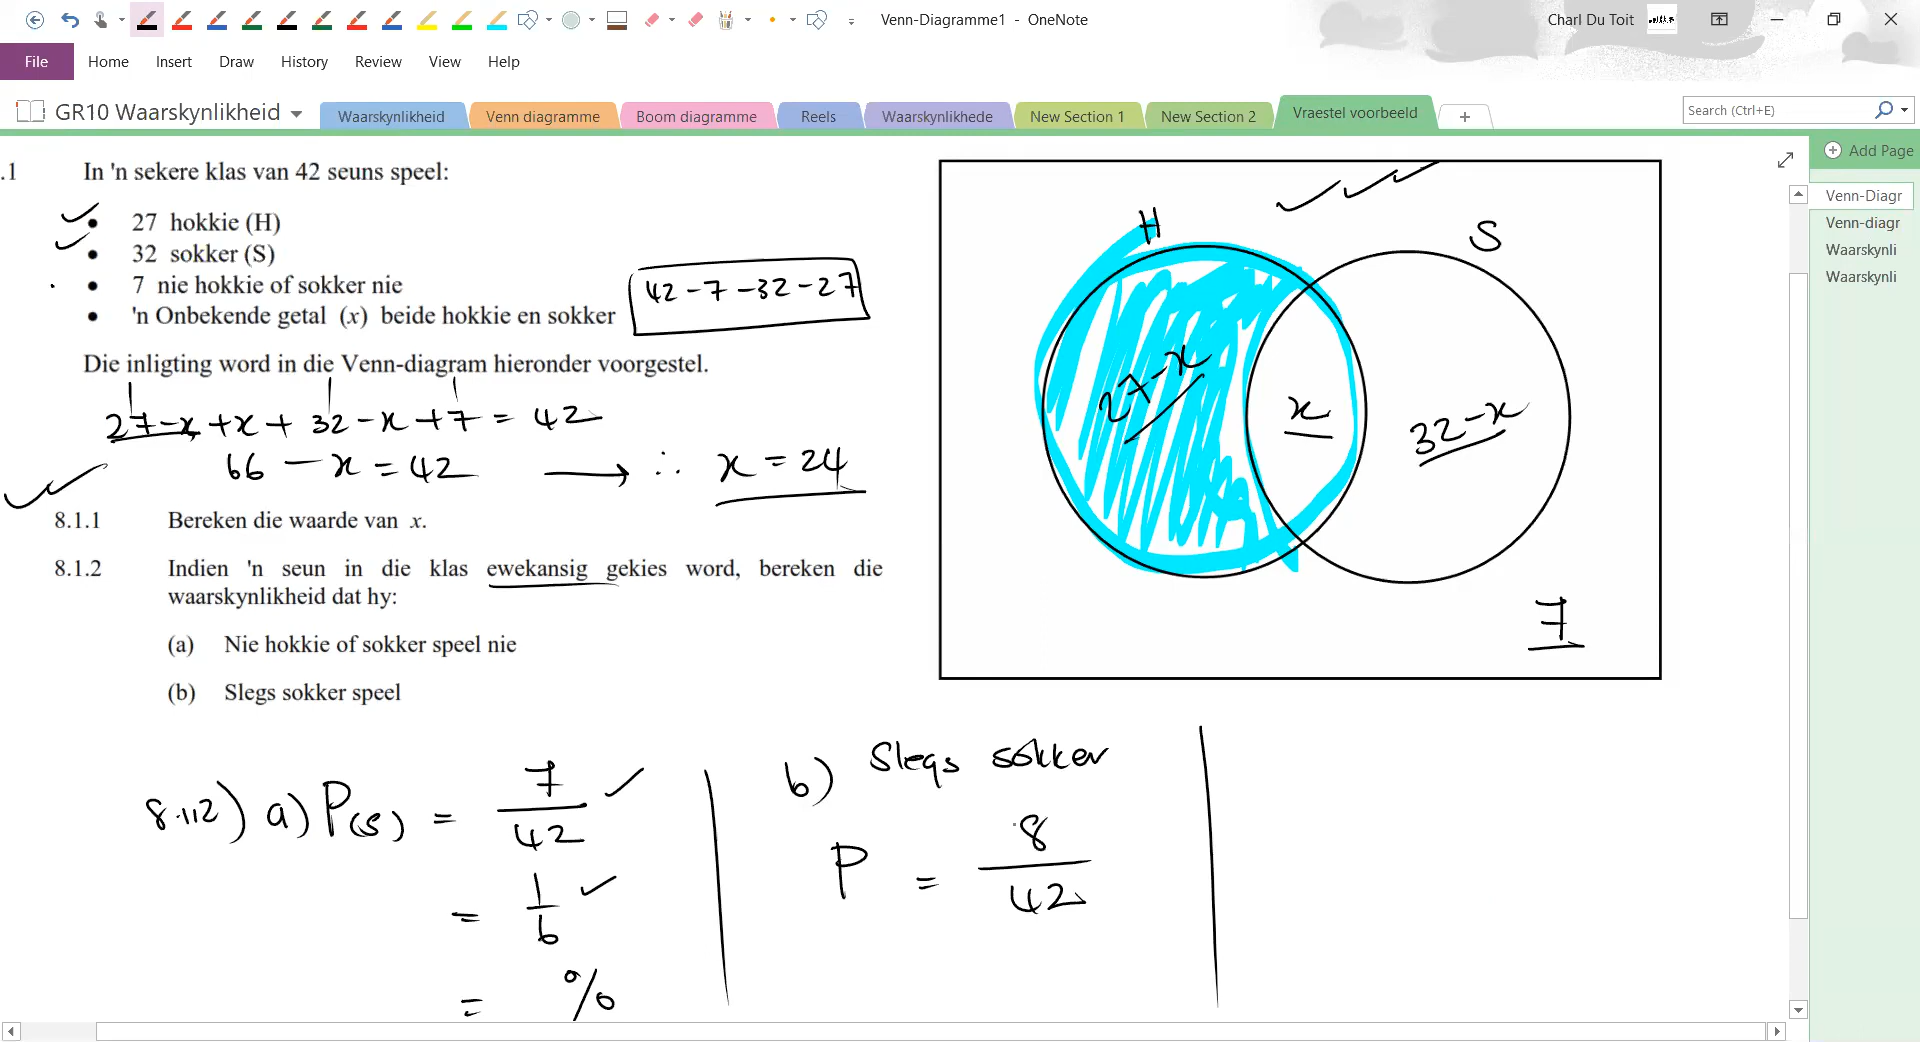 Venn-Diagramme1 - OneNote
Charl Du Toit
File Home Insert Draw History Review View Help
GR10 Waarskynlikheid
Waarskynlikheid Venn diagramme Boom diagramme Reels Waarskynlikhede New Section 1 New Section 2 Vraestel voorbeeld +
Search (Ctrl+E)
Add Page
Venn-Diagr
Venn-diagr
Waarskynli
Waarskynli
.1 In 'n sekere klas van 42 seuns speel:
• 27 hokkie (H)
• 32 sokker (S)
• 7 nie hokkie of sokker nie
• 'n Onbekende getal (x) beide hokkie en sokker
42 - 7 - 32 - 27
Die inligting word in die Venn-diagram hieronder voorgestel.
27 - x + x + 32 - x + 7 = 42
66 - x = 42 → ∴ x = 24
8.1.1 Bereken die waarde van x.
8.1.2 Indien 'n seun in die klas ewekansig gekies word, bereken die
waarskynlikheid dat hy:
(a) Nie hokkie of sokker speel nie
(b) Slegs sokker speel
H
S
27 - x
x
32 - x
7
8.112) a) P(S) = 7/42
= 1/6
= %
b) Slegs sokker
P = 8/42